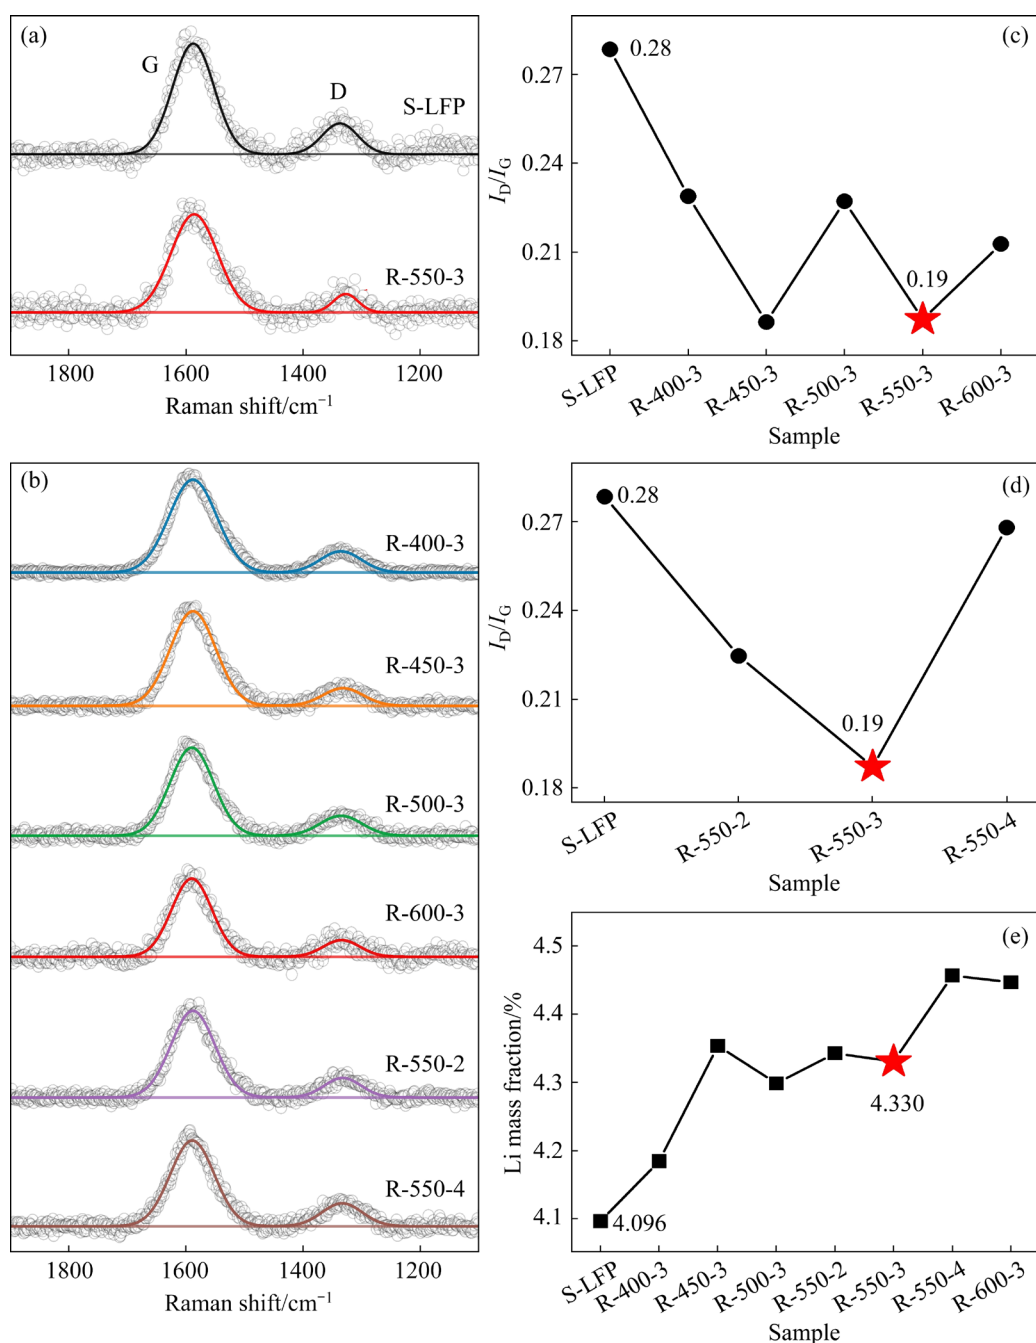 (a)
G
D
S-LFP
R-550-3
1800 1600 1400 1200
Raman shift/cm⁻¹
(b)
R-400-3
R-450-3
R-500-3
R-600-3
R-550-2
R-550-4
1800 1600 1400 1200
Raman shift/cm⁻¹
(c)
0.28
0.19
0.27
0.24
0.21
0.18
I_D/I_G
S-LFP R-400-3 R-450-3 R-500-3 R-550-3 R-600-3
Sample
(d)
0.28
0.19
0.27
0.24
0.21
0.18
I_D/I_G
S-LFP R-550-2 R-550-3 R-550-4
Sample
(e)
4.5
4.4
4.3
4.2
4.1
Li mass fraction/%
4.330
4.096
S-LFP R-400-3 R-450-3 R-500-3 R-550-2 R-550-3 R-550-4 R-600-3
Sample